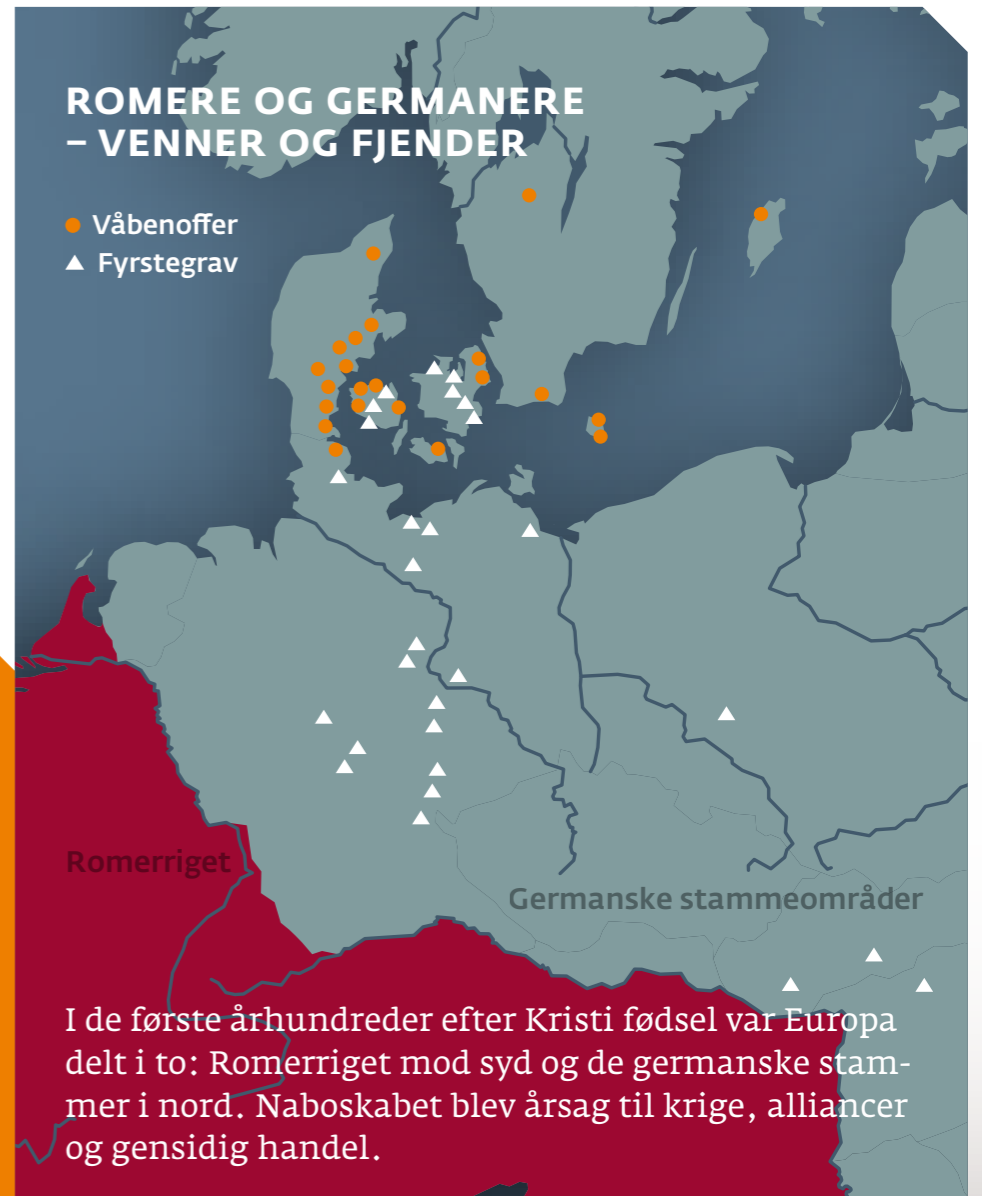 ROMERE OG GERMANERE
– VENNER OG FJENDER
Våbenoffer
Fyrstegrav
Romerriget
Germanske stammeområder
I de første århundreder efter Kristi fødsel var Europa
delt i to: Romerriget mod syd og de germanske stam-
mer i nord. Naboskabet blev årsag til krige, alliancer
og gensidig handel.